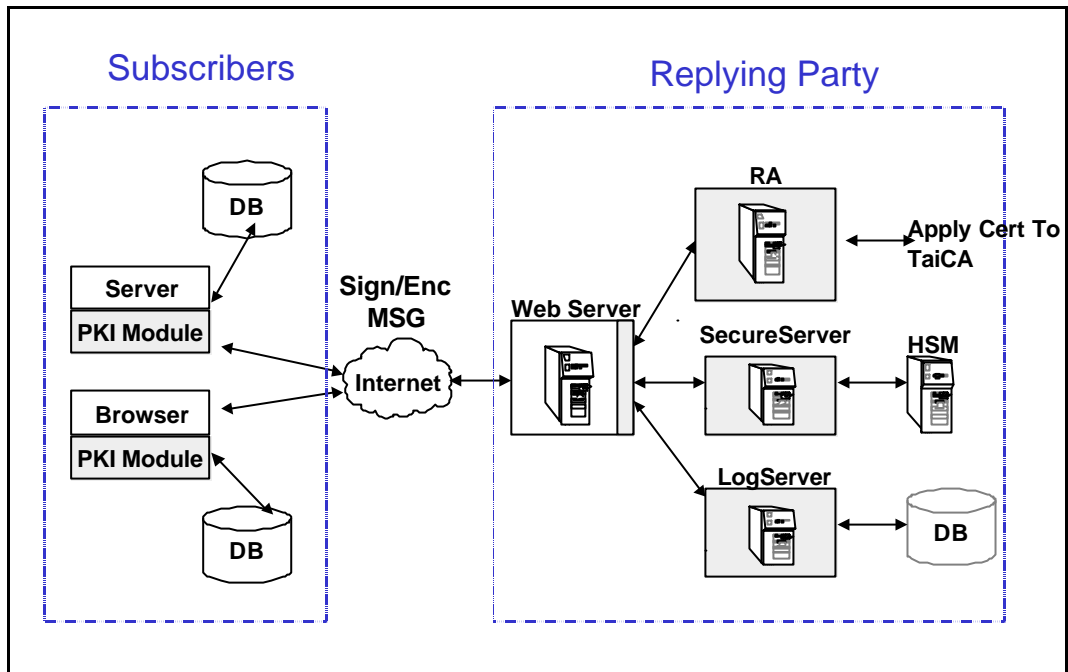 Subscribers
Replying Party
DB
Server
PKI Module
Browser
PKI Module
DB
Sign/Enc
MSG
Internet
Web Server
RA
Apply Cert To
TaiCA
SecureServer
HSM
LogServer
DB